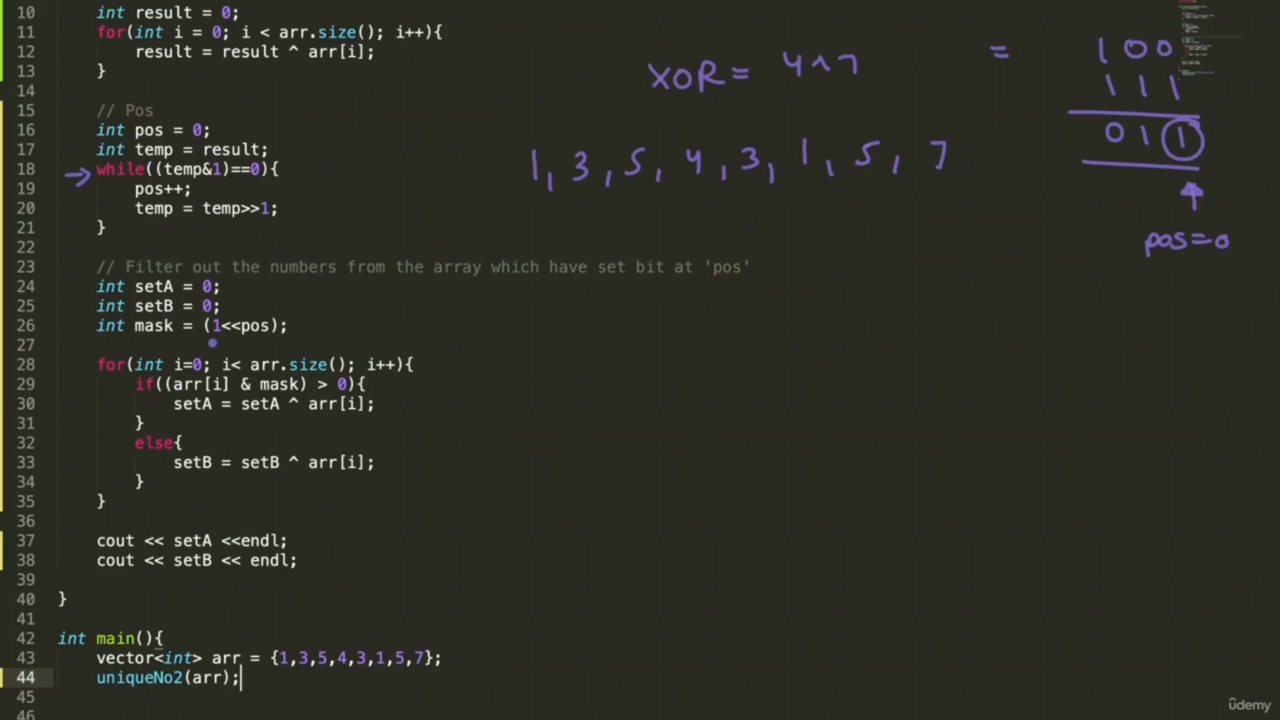 10 int result = 0;
11 for(int i = 0; i < arr.size(); i++){
12 result = result ^ arr[i];
13 }
14
15 // Pos
16 int pos = 0;
17 int temp = result;
18 while((temp&1)==0){
19 pos++;
20 temp = temp>>1;
21 }
22
23 // Filter out the numbers from the array which have set bit at 'pos'
24 int setA = 0;
25 int setB = 0;
26 int mask = (1<<pos);
27
28 for(int i=0; i< arr.size(); i++){
29 if((arr[i] & mask) > 0){
30 setA = setA ^ arr[i];
31 }
32 else{
33 setB = setB ^ arr[i];
34 }
35 }
36
37 cout << setA <<endl;
38 cout << setB << endl;
39
40 }
41
42 int main(){
43 vector<int> arr = {1,3,5,4,3,1,5,7};
44 uniqueNo2(arr);
45
46
XOR = 4^7 = 100
111
011
1, 3, 5, 4, 3, 1, 5, 7
pos=0
ûdemy